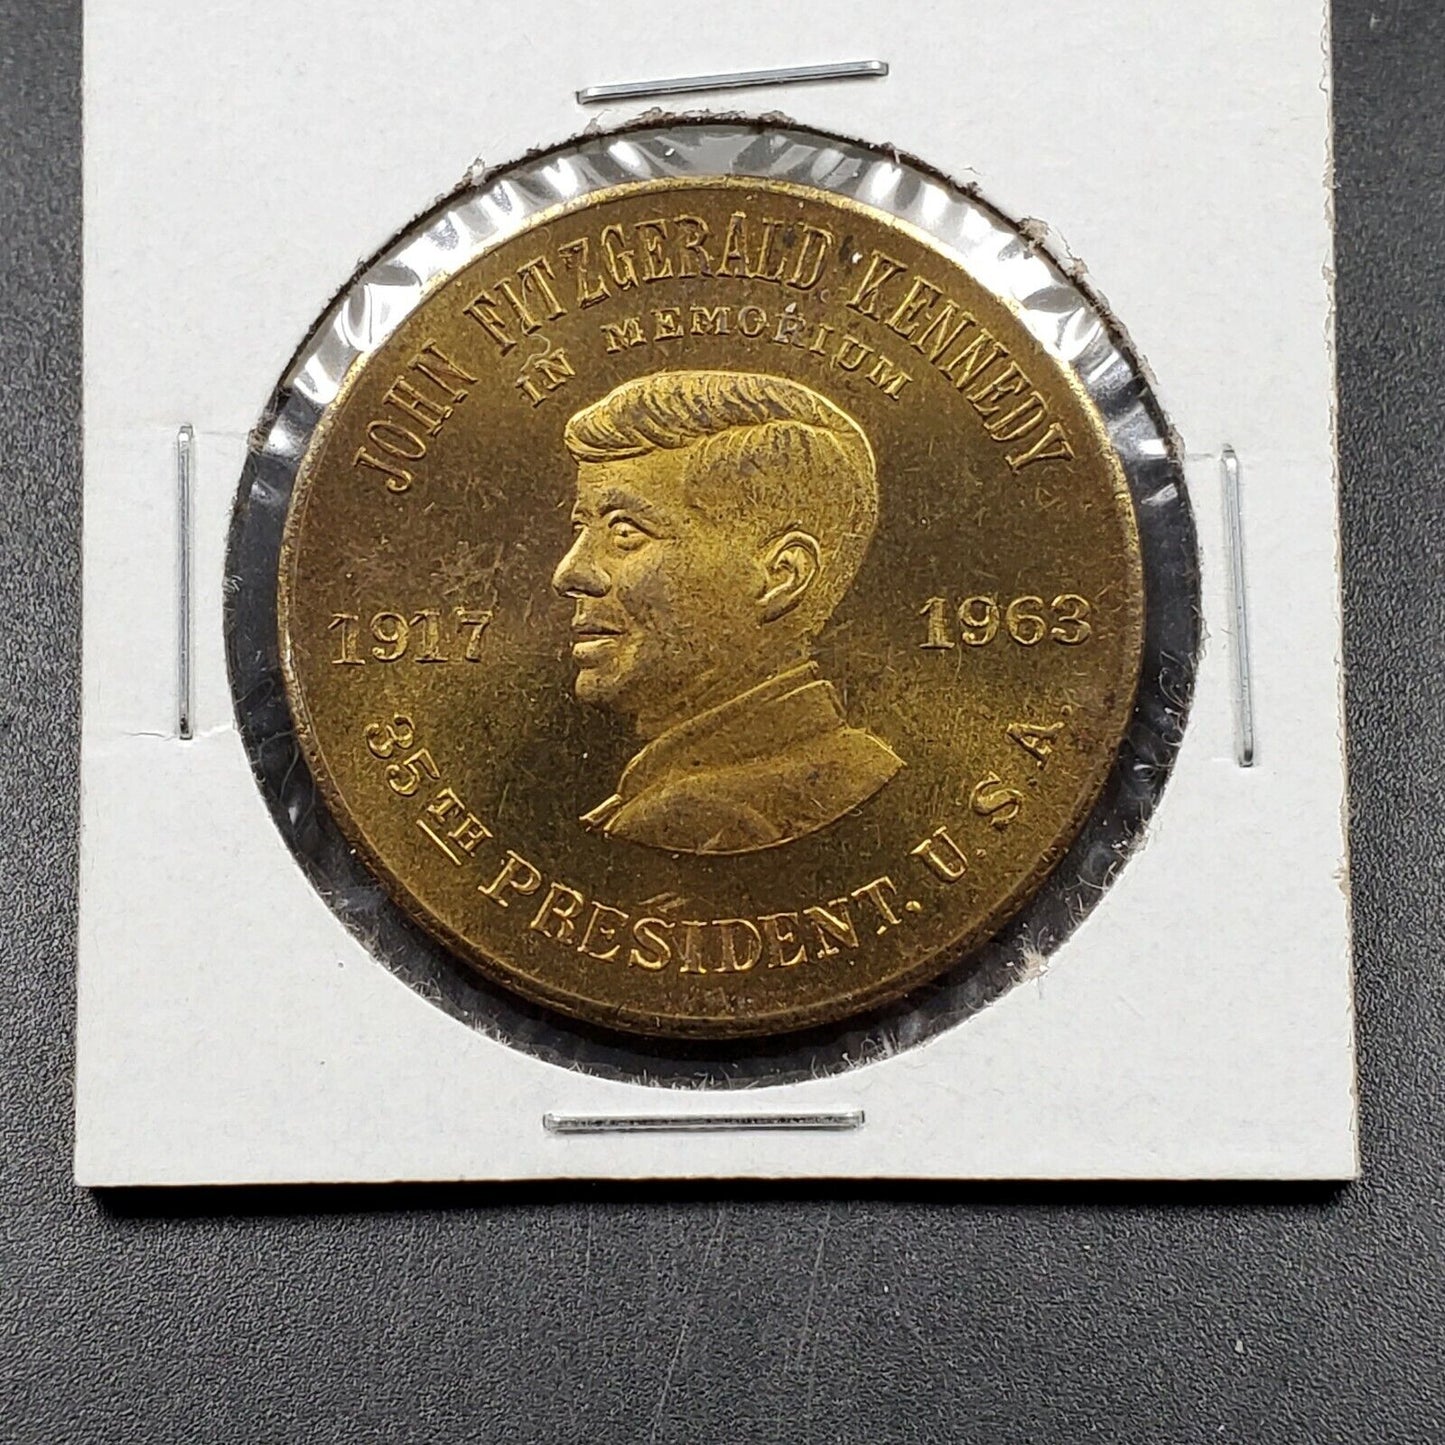 JOHN FITZGERALD KENNEDY
IN MEMORIUM
1917 1963
35TH PRESIDENT. U. S. A.